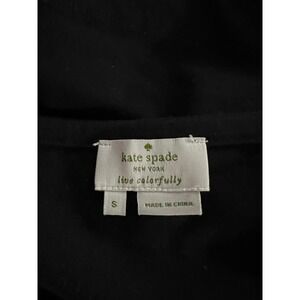 kate spade
NEW YORK
live colorfully
S
MADE IN CHINA